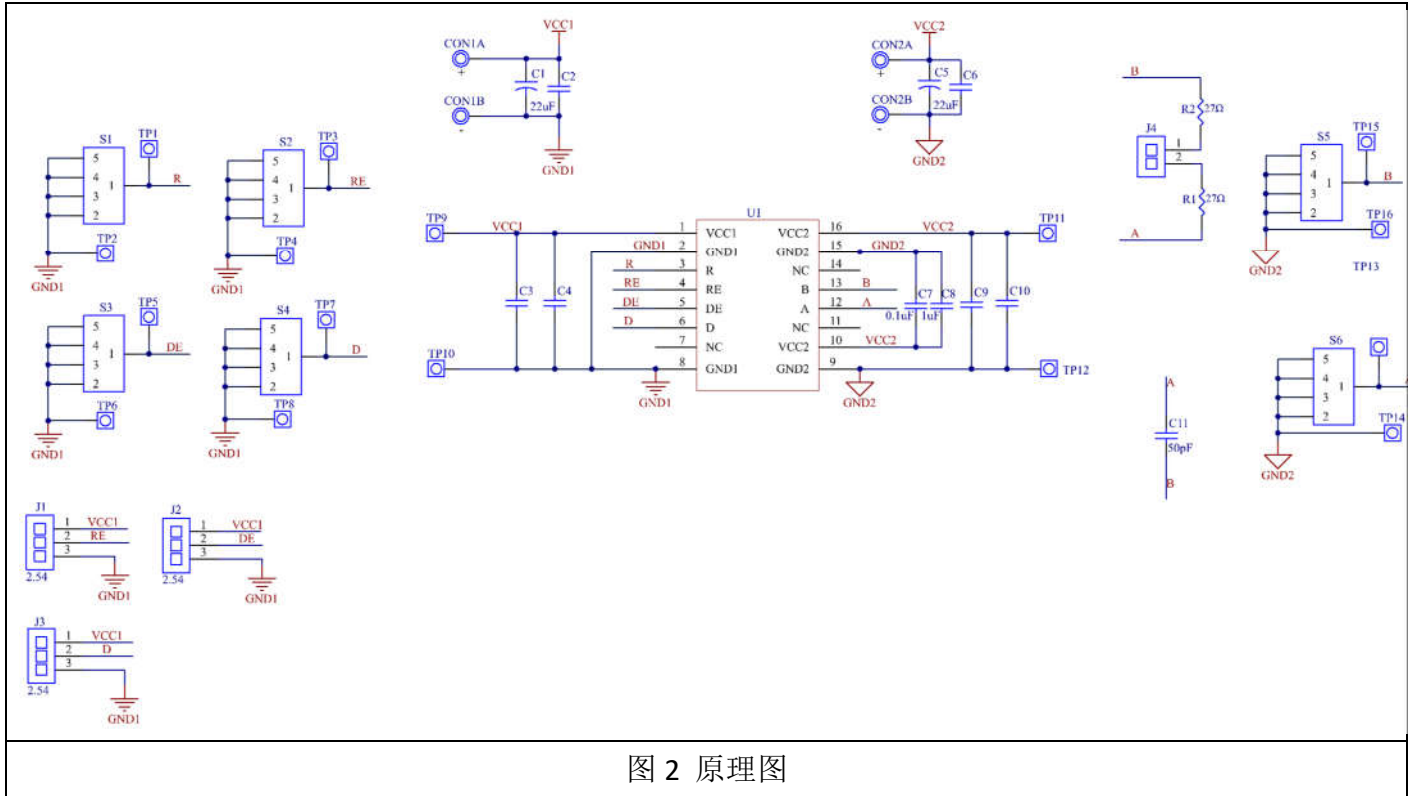 VCC1
CON1A
+
C1
C2
22uF
CON1B
-
GND1
VCC2
CON2A
+
C5
C6
22uF
CON2B
-
GND2
S1
TP1
5
4
3
2
1
R
TP2
GND1
S2
TP3
5
4
3
2
1
RE
TP4
GND1
S3
TP5
5
4
3
2
1
DE
TP6
GND1
S4
TP7
5
4
3
2
1
D
TP8
GND1
TP9
VCC1
C3
C4
TP10
GND1
U1
1 VCC1
GND1 2 GND1
R 3 R
RE 4 RE
DE 5 DE
D 6 D
7 NC
8 GND1
GND1
VCC2 16 VCC2
GND2 15 GND2
NC 14
B 13 B
A 12 A
NC 11
VCC2 10 VCC2
GND2 9
GND2
C7
0.1uF
C8
1uF
C9
C10
TP11
TP12
B
R2 27Ω
J4
1
2
R1 27Ω
A
S5
TP15
5
4
3
2
1
B
TP16
GND2
TP13
S6
5
4
3
2
1
TP14
GND2
A
C11
50pF
B
J1
1 VCC1
2 RE
3
2.54
GND1
J2
1 VCC1
2 DE
3
2.54
GND1
J3
1 VCC1
2 D
3
2.54
GND1
图 2 原理图